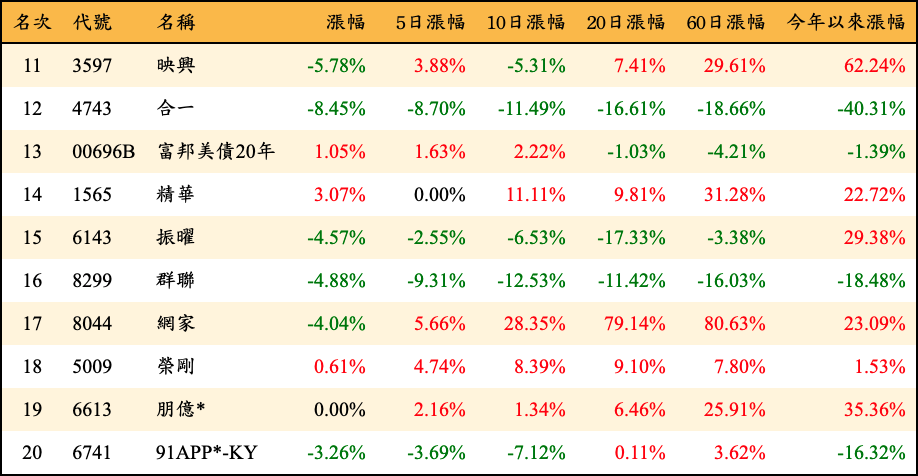 名次 代號 名稱 漲幅 5日漲幅 10日漲幅 20日漲幅 60日漲幅 今年以來漲幅
11 3597 映興 -5.78% 3.88% -5.31% 7.41% 29.61% 62.24%
12 4743 合一 -8.45% -8.70% -11.49% -16.61% -18.66% -40.31%
13 00696B 富邦美債20年 1.05% 1.63% 2.22% -1.03% -4.21% -1.39%
14 1565 精華 3.07% 0.00% 11.11% 9.81% 31.28% 22.72%
15 6143 振曜 -4.57% -2.55% -6.53% -17.33% -3.38% 29.38%
16 8299 群聯 -4.88% -9.31% -12.53% -11.42% -16.03% -18.48%
17 8044 網家 -4.04% 5.66% 28.35% 79.14% 80.63% 23.09%
18 5009 榮剛 0.61% 4.74% 8.39% 9.10% 7.80% 1.53%
19 6613 朋億* 0.00% 2.16% 1.34% 6.46% 25.91% 35.36%
20 6741 91APP*-KY -3.26% -3.69% -7.12% 0.11% 3.62% -16.32%